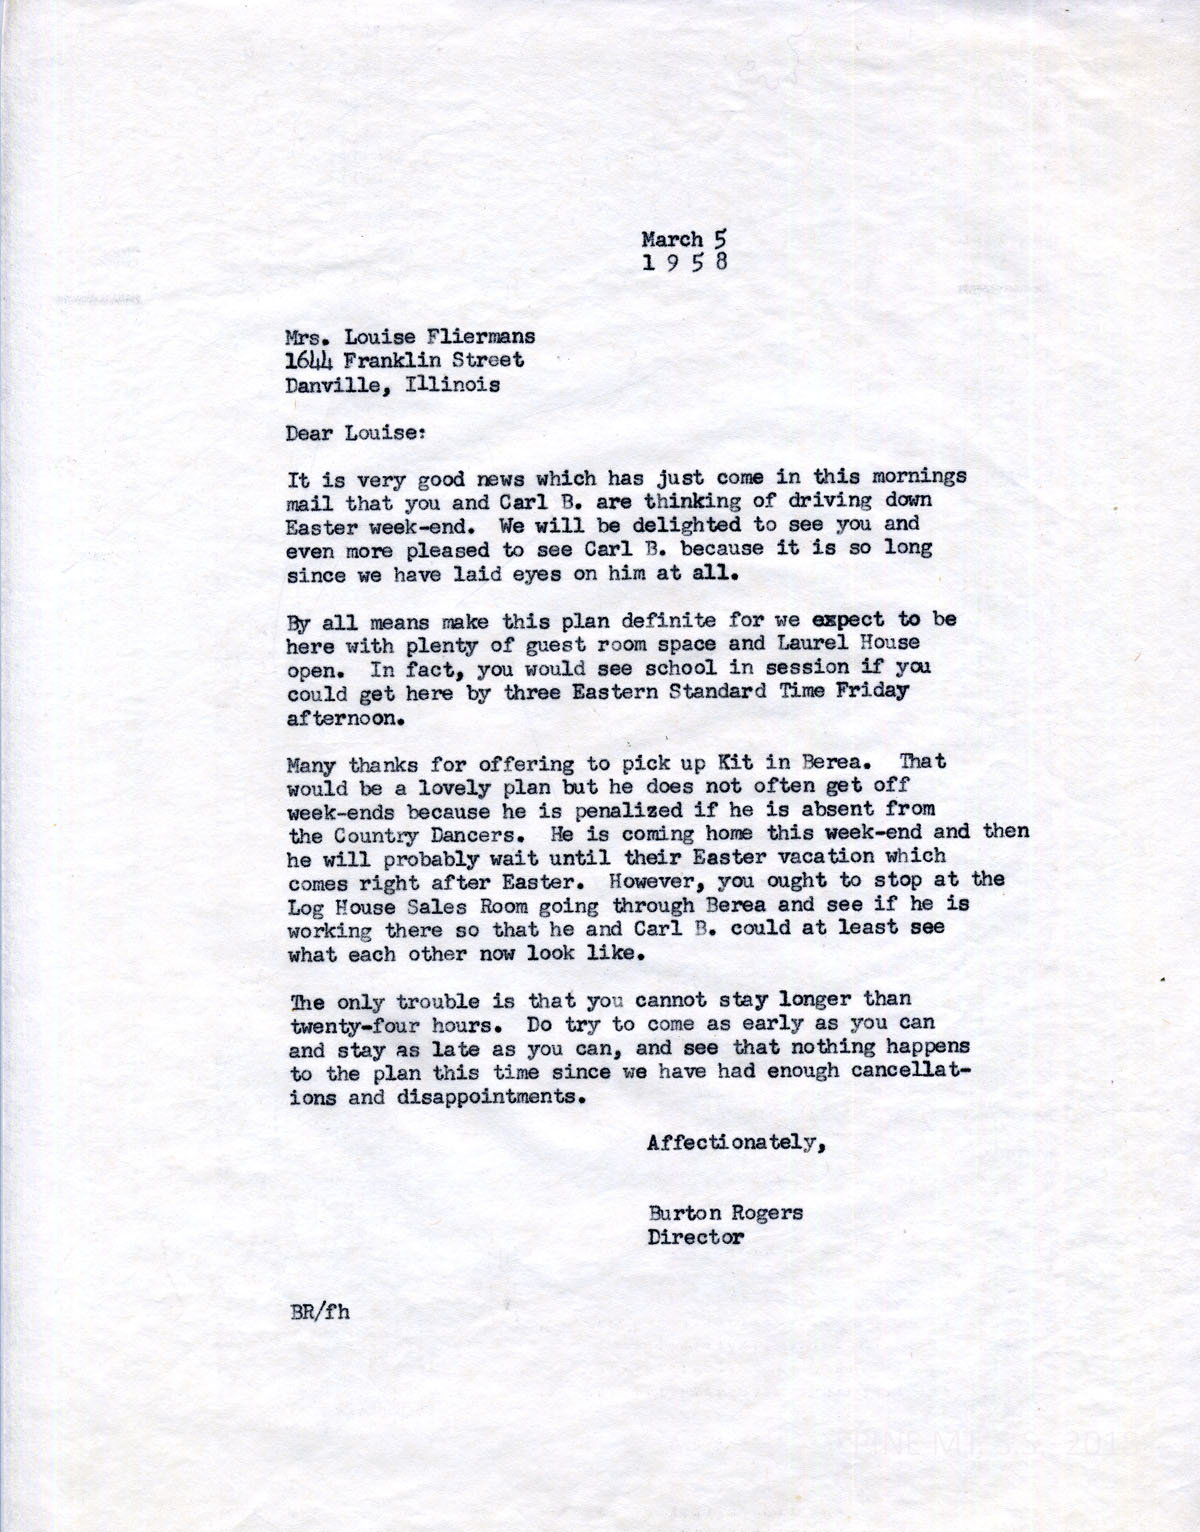 March 5
1 9 5 8
Mrs. Louise Fliermans
1644 Franklin Street
Danville, Illinois
Dear Louise:
It is very good news which has just come in this mornings
mail that you and Carl B. are thinking of driving down
Easter week-end. We will be delighted to see you and
even more pleased to see Carl B. because it is so long
since we have laid eyes on him at all.
By all means make this plan definite for we expect to be
here with plenty of guest room space and Laurel House
open. In fact, you would see school in session if you
could get here by three Eastern Standard Time Friday
afternoon.
Many thanks for offering to pick up Kit in Berea. That
would be a lovely plan but he does not often get off
week-ends because he is penalized if he is absent from
the Country Dancers. He is coming home this week-end and then
he will probably wait until their Easter vacation which
comes right after Easter. However, you ought to stop at the
Log House Sales Room going through Berea and see if he is
working there so that he and Carl B. could at least see
what each other now look like.
The only trouble is that you cannot stay longer than
twenty-four hours. Do try to come as early as you can
and stay as late as you can, and see that nothing happens
to the plan this time since we have had enough cancellat-
ions and disappointments.
Affectionately,
Burton Rogers
Director
BR/fh
PINE MT. S.S. 201